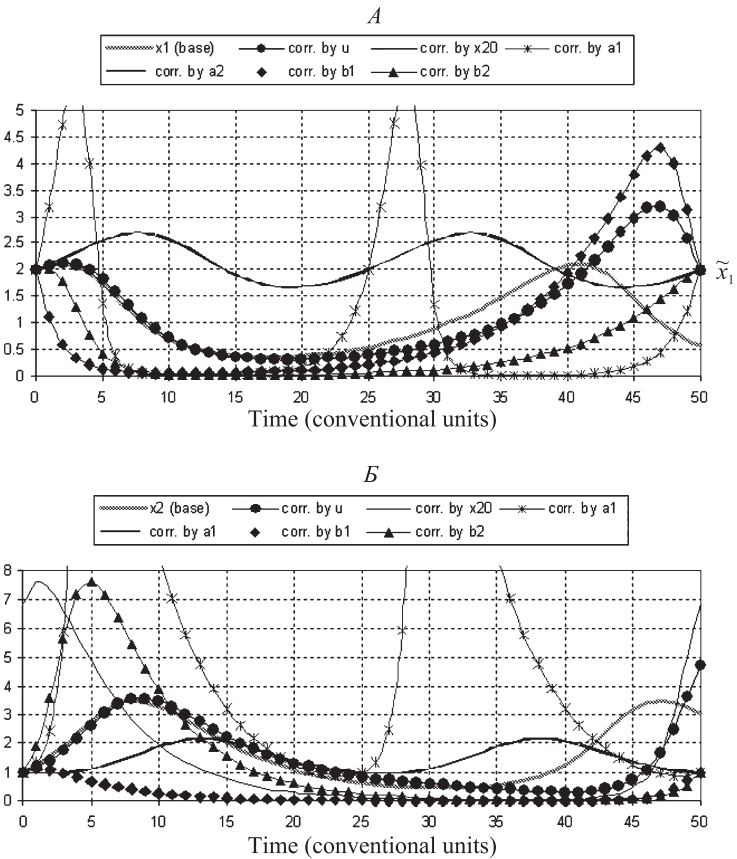 А
x1 (base) corr. by u corr. by x20 corr. by a1
corr. by a2 corr. by b1 corr. by b2
5
4.5
4
3.5
3
2.5
2
1.5
1
0.5
0
x̃1
0 5 10 15 20 25 30 35 40 45 50
Time (conventional units)
Б
x2 (base) corr. by u corr. by x20 corr. by a1
corr. by a1 corr. by b1 corr. by b2
8
7
6
5
4
3
2
1
0
0 5 10 15 20 25 30 35 40 45 50
Time (conventional units)